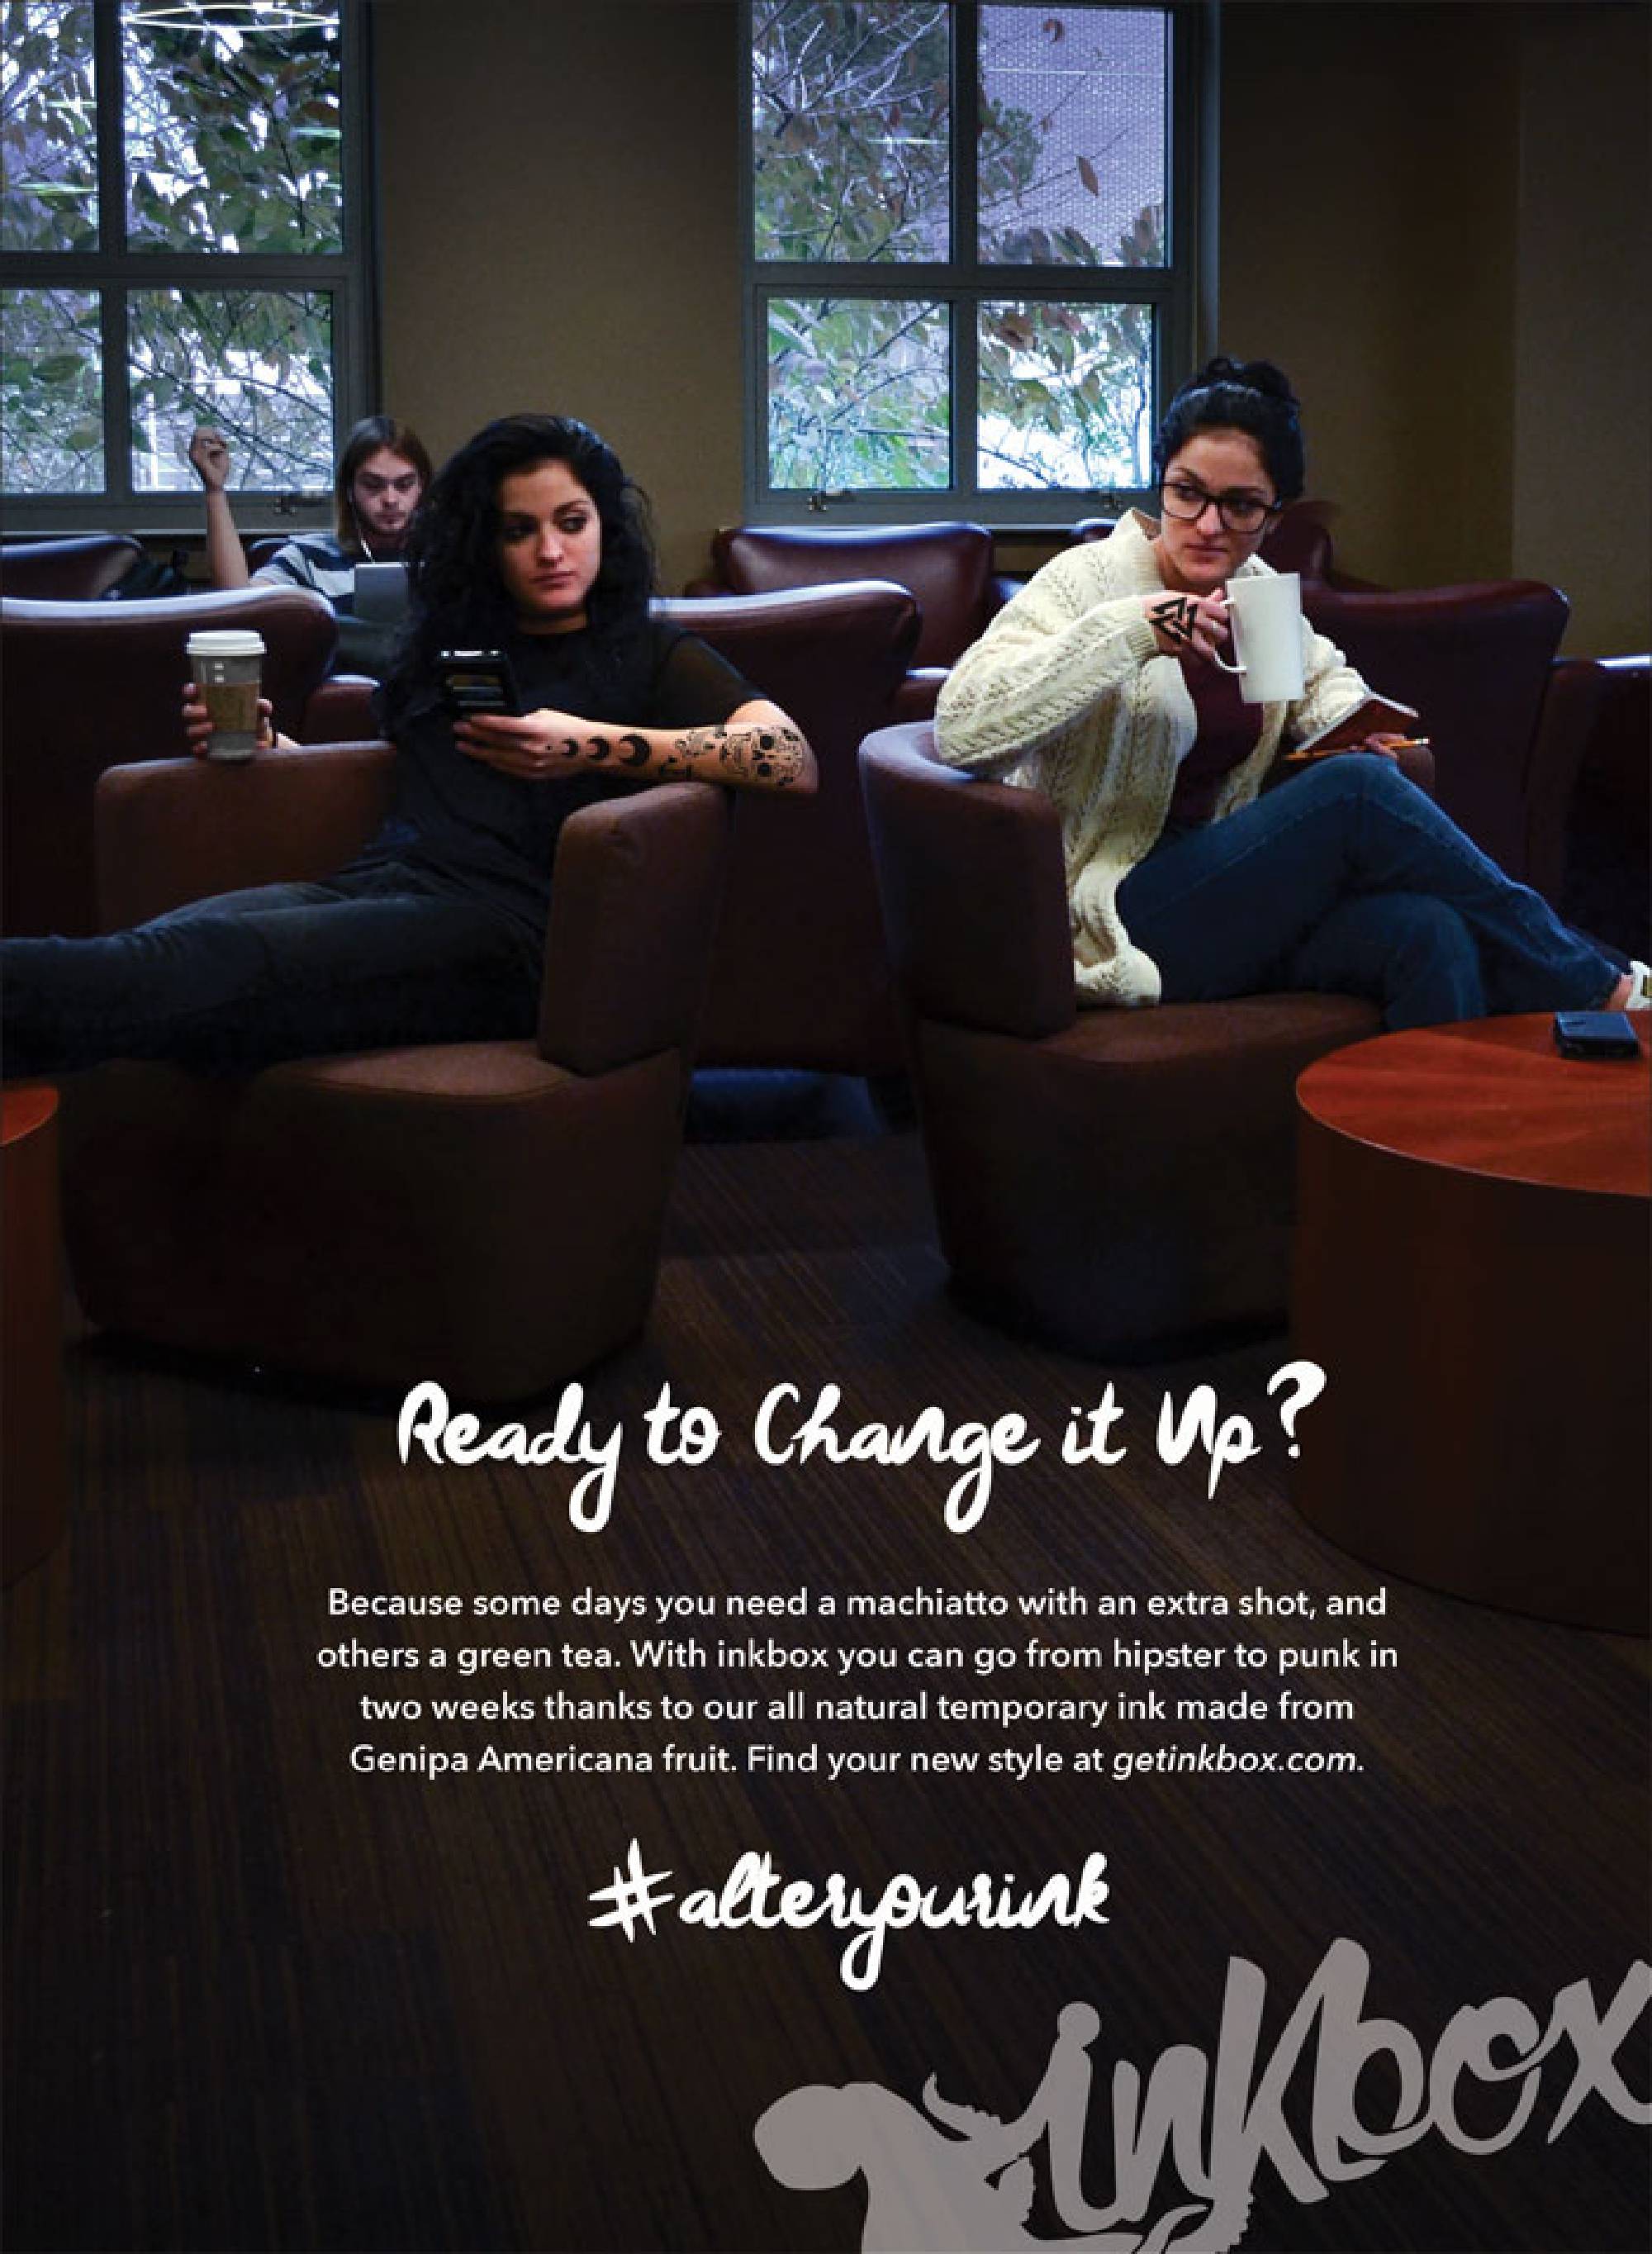 Ready to Change it Up?
Because some days you need a machiatto with an extra shot, and
others a green tea. With inkbox you can go from hipster to punk in
two weeks thanks to our all natural temporary ink made from
Genipa Americana fruit. Find your new style at getinkbox.com.
#alteryourink
inkbox